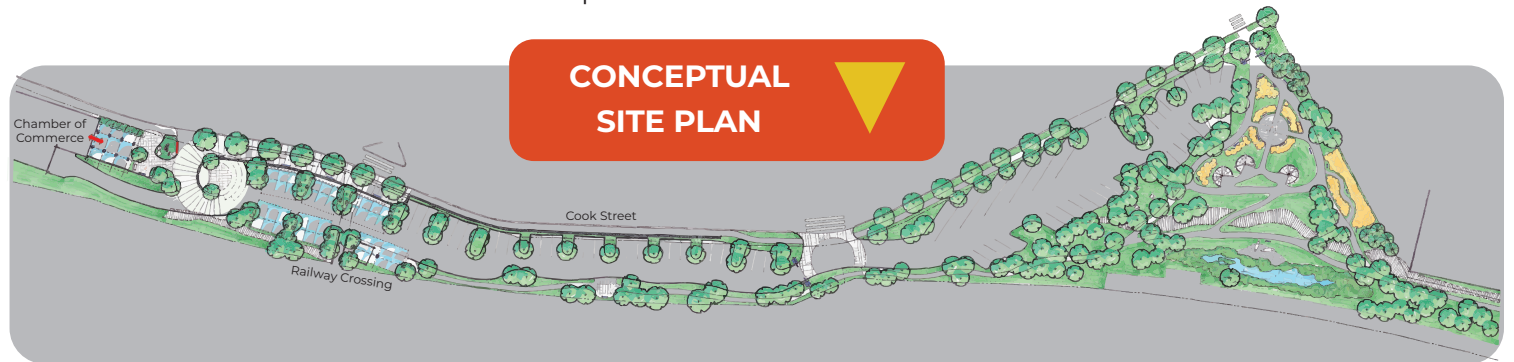 CONCEPTUAL
SITE PLAN
Chamber of
Commerce
Cook Street
Railway Crossing